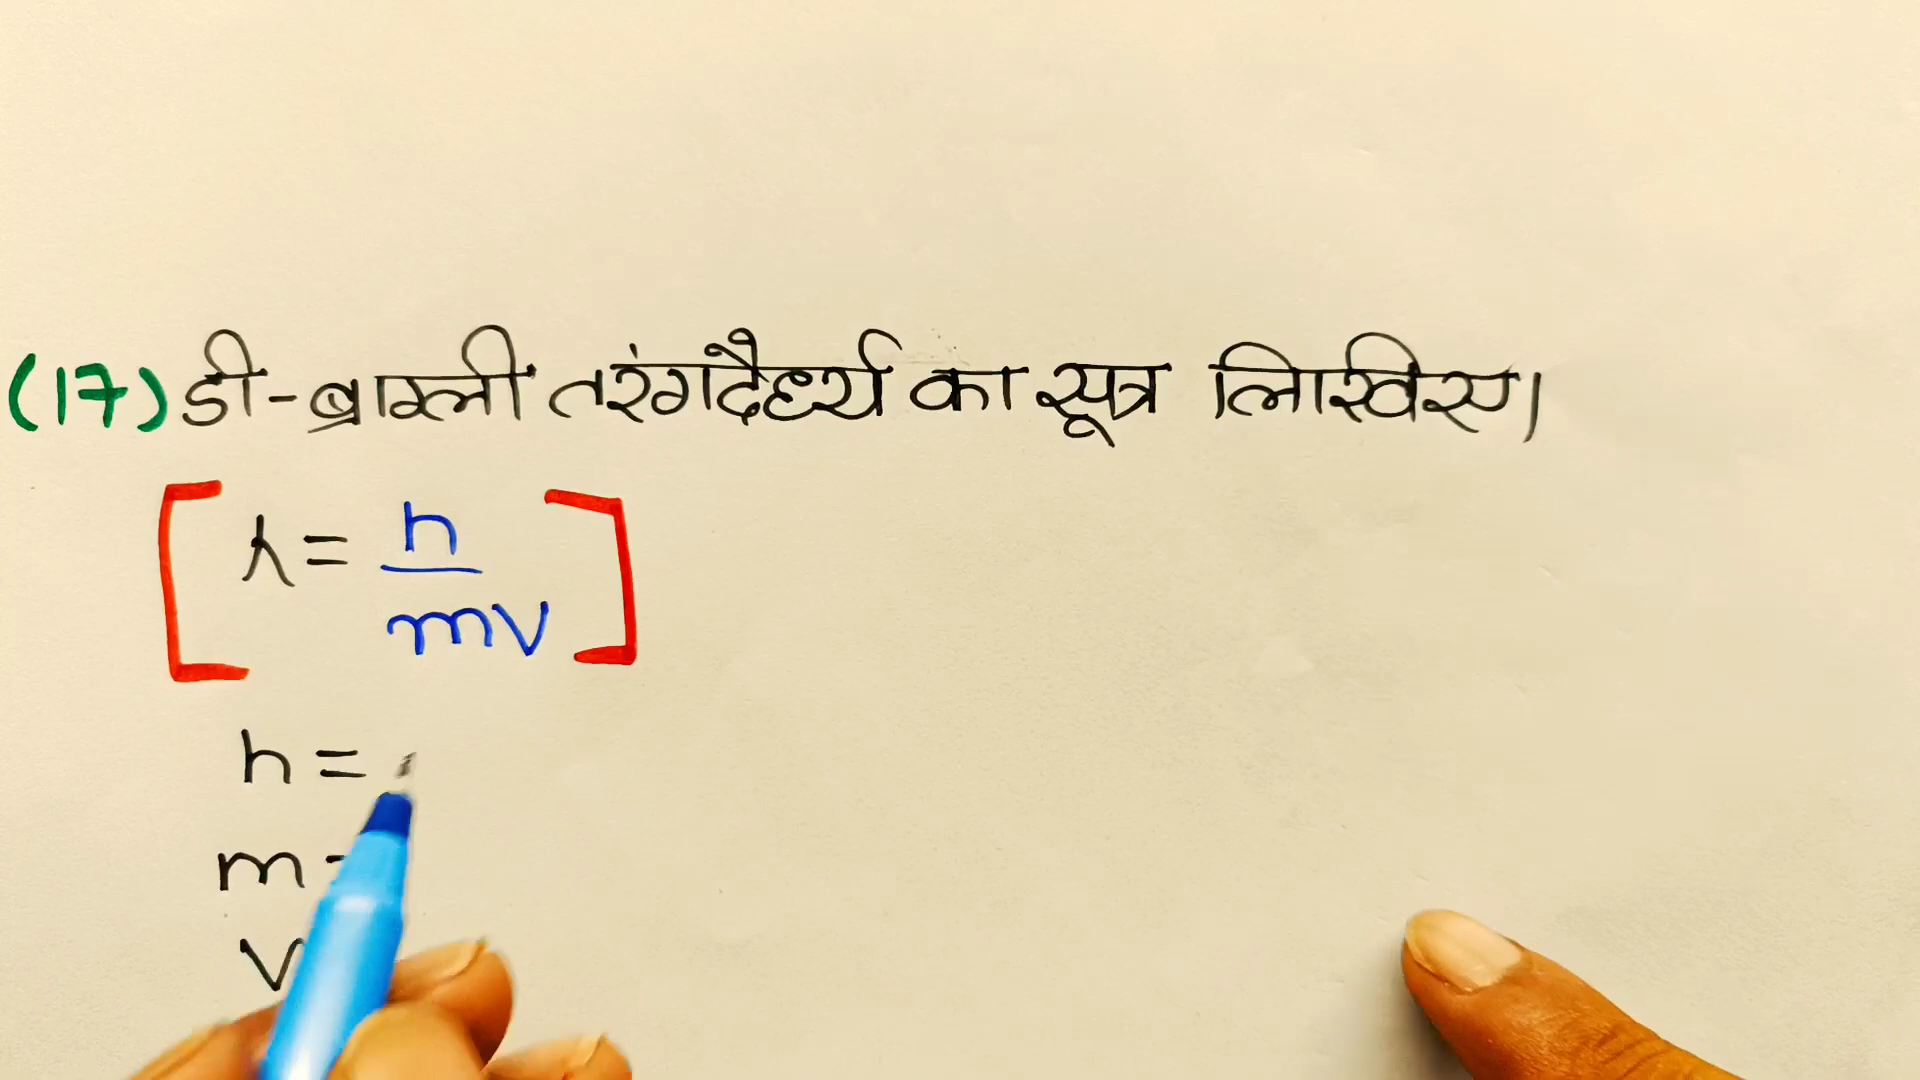 (17) डी-ब्राग्ली तरंगदैर्ध्य का सूत्र लिखिए।
λ = h
mv
h =
m =
v